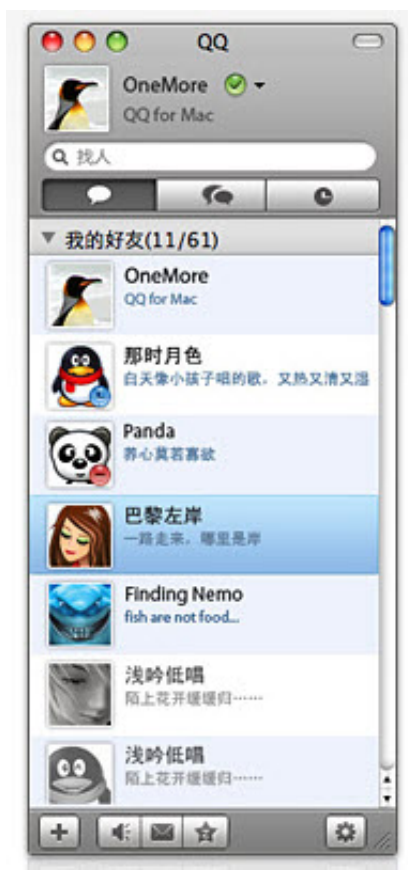 QQ
OneMore
QQ for Mac
找人
我的好友(11/61)
OneMore
QQ for Mac
那时月色
白天像小孩子唱的歌，又热又清又湿
Panda
养心莫若寡欲
巴黎左岸
一路走来，哪里是岸
Finding Nemo
fish are not food...
浅吟低唱
陌上花开缓缓归……
浅吟低唱
陌上花开缓缓归……